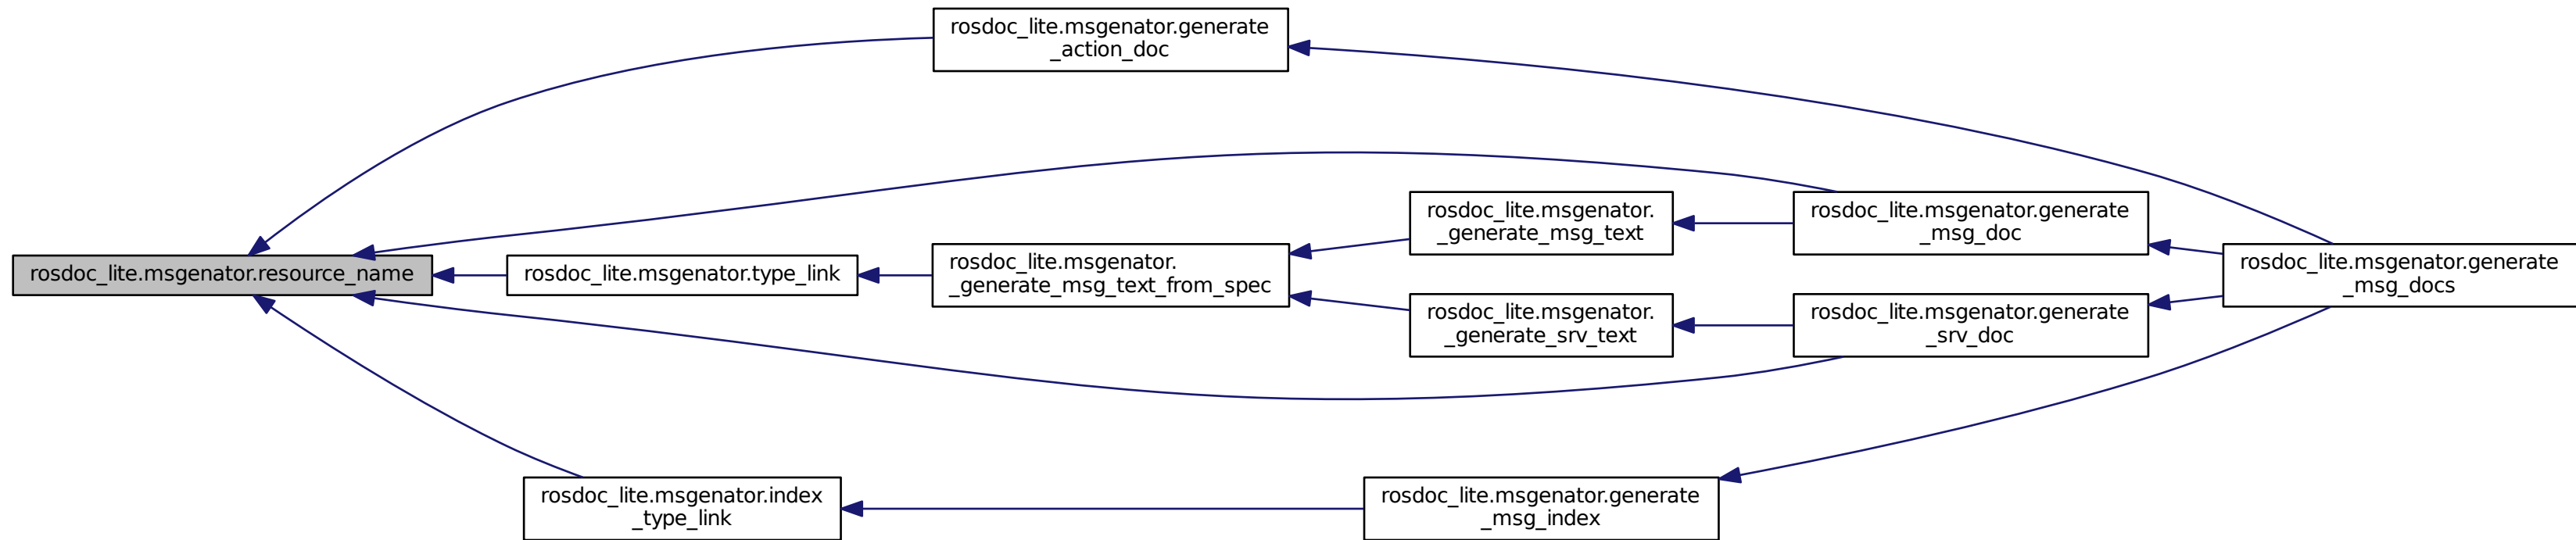 rosdoc_lite.msgenator.generate
_action_doc
rosdoc_lite.msgenator.resource_name
rosdoc_lite.msgenator.type_link
rosdoc_lite.msgenator.
_generate_msg_text_from_spec
rosdoc_lite.msgenator.
_generate_msg_text
rosdoc_lite.msgenator.generate
_msg_doc
rosdoc_lite.msgenator.
_generate_srv_text
rosdoc_lite.msgenator.generate
_srv_doc
rosdoc_lite.msgenator.generate
_msg_docs
rosdoc_lite.msgenator.index
_type_link
rosdoc_lite.msgenator.generate
_msg_index